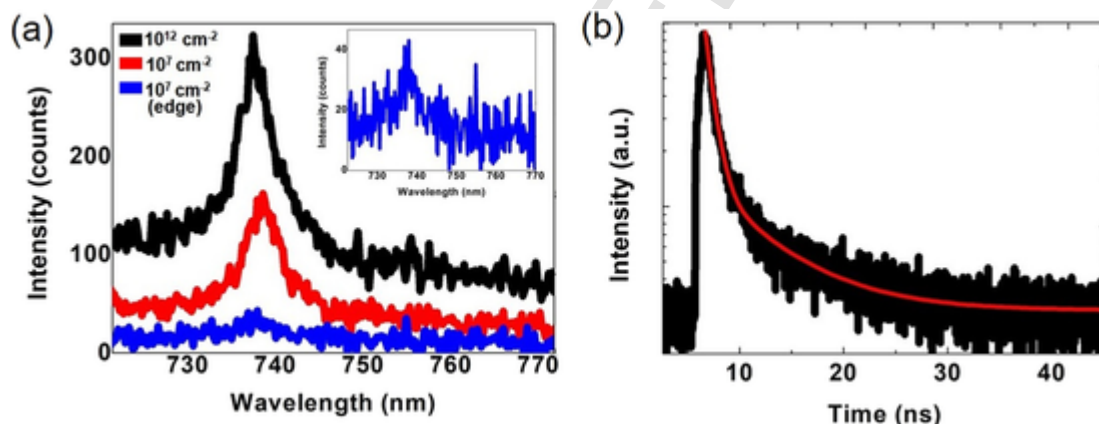 (a)
10¹² cm⁻²
10⁷ cm⁻²
10⁷ cm⁻²
(edge)
300
200
100
0
730 740 750 760 770
Wavelength (nm)
Intensity (counts)
40
20
0
730 740 750 760 770
Wavelength (nm)
Intensity (counts)
(b)
Intensity (a.u.)
10 20 30 40
Time (ns)